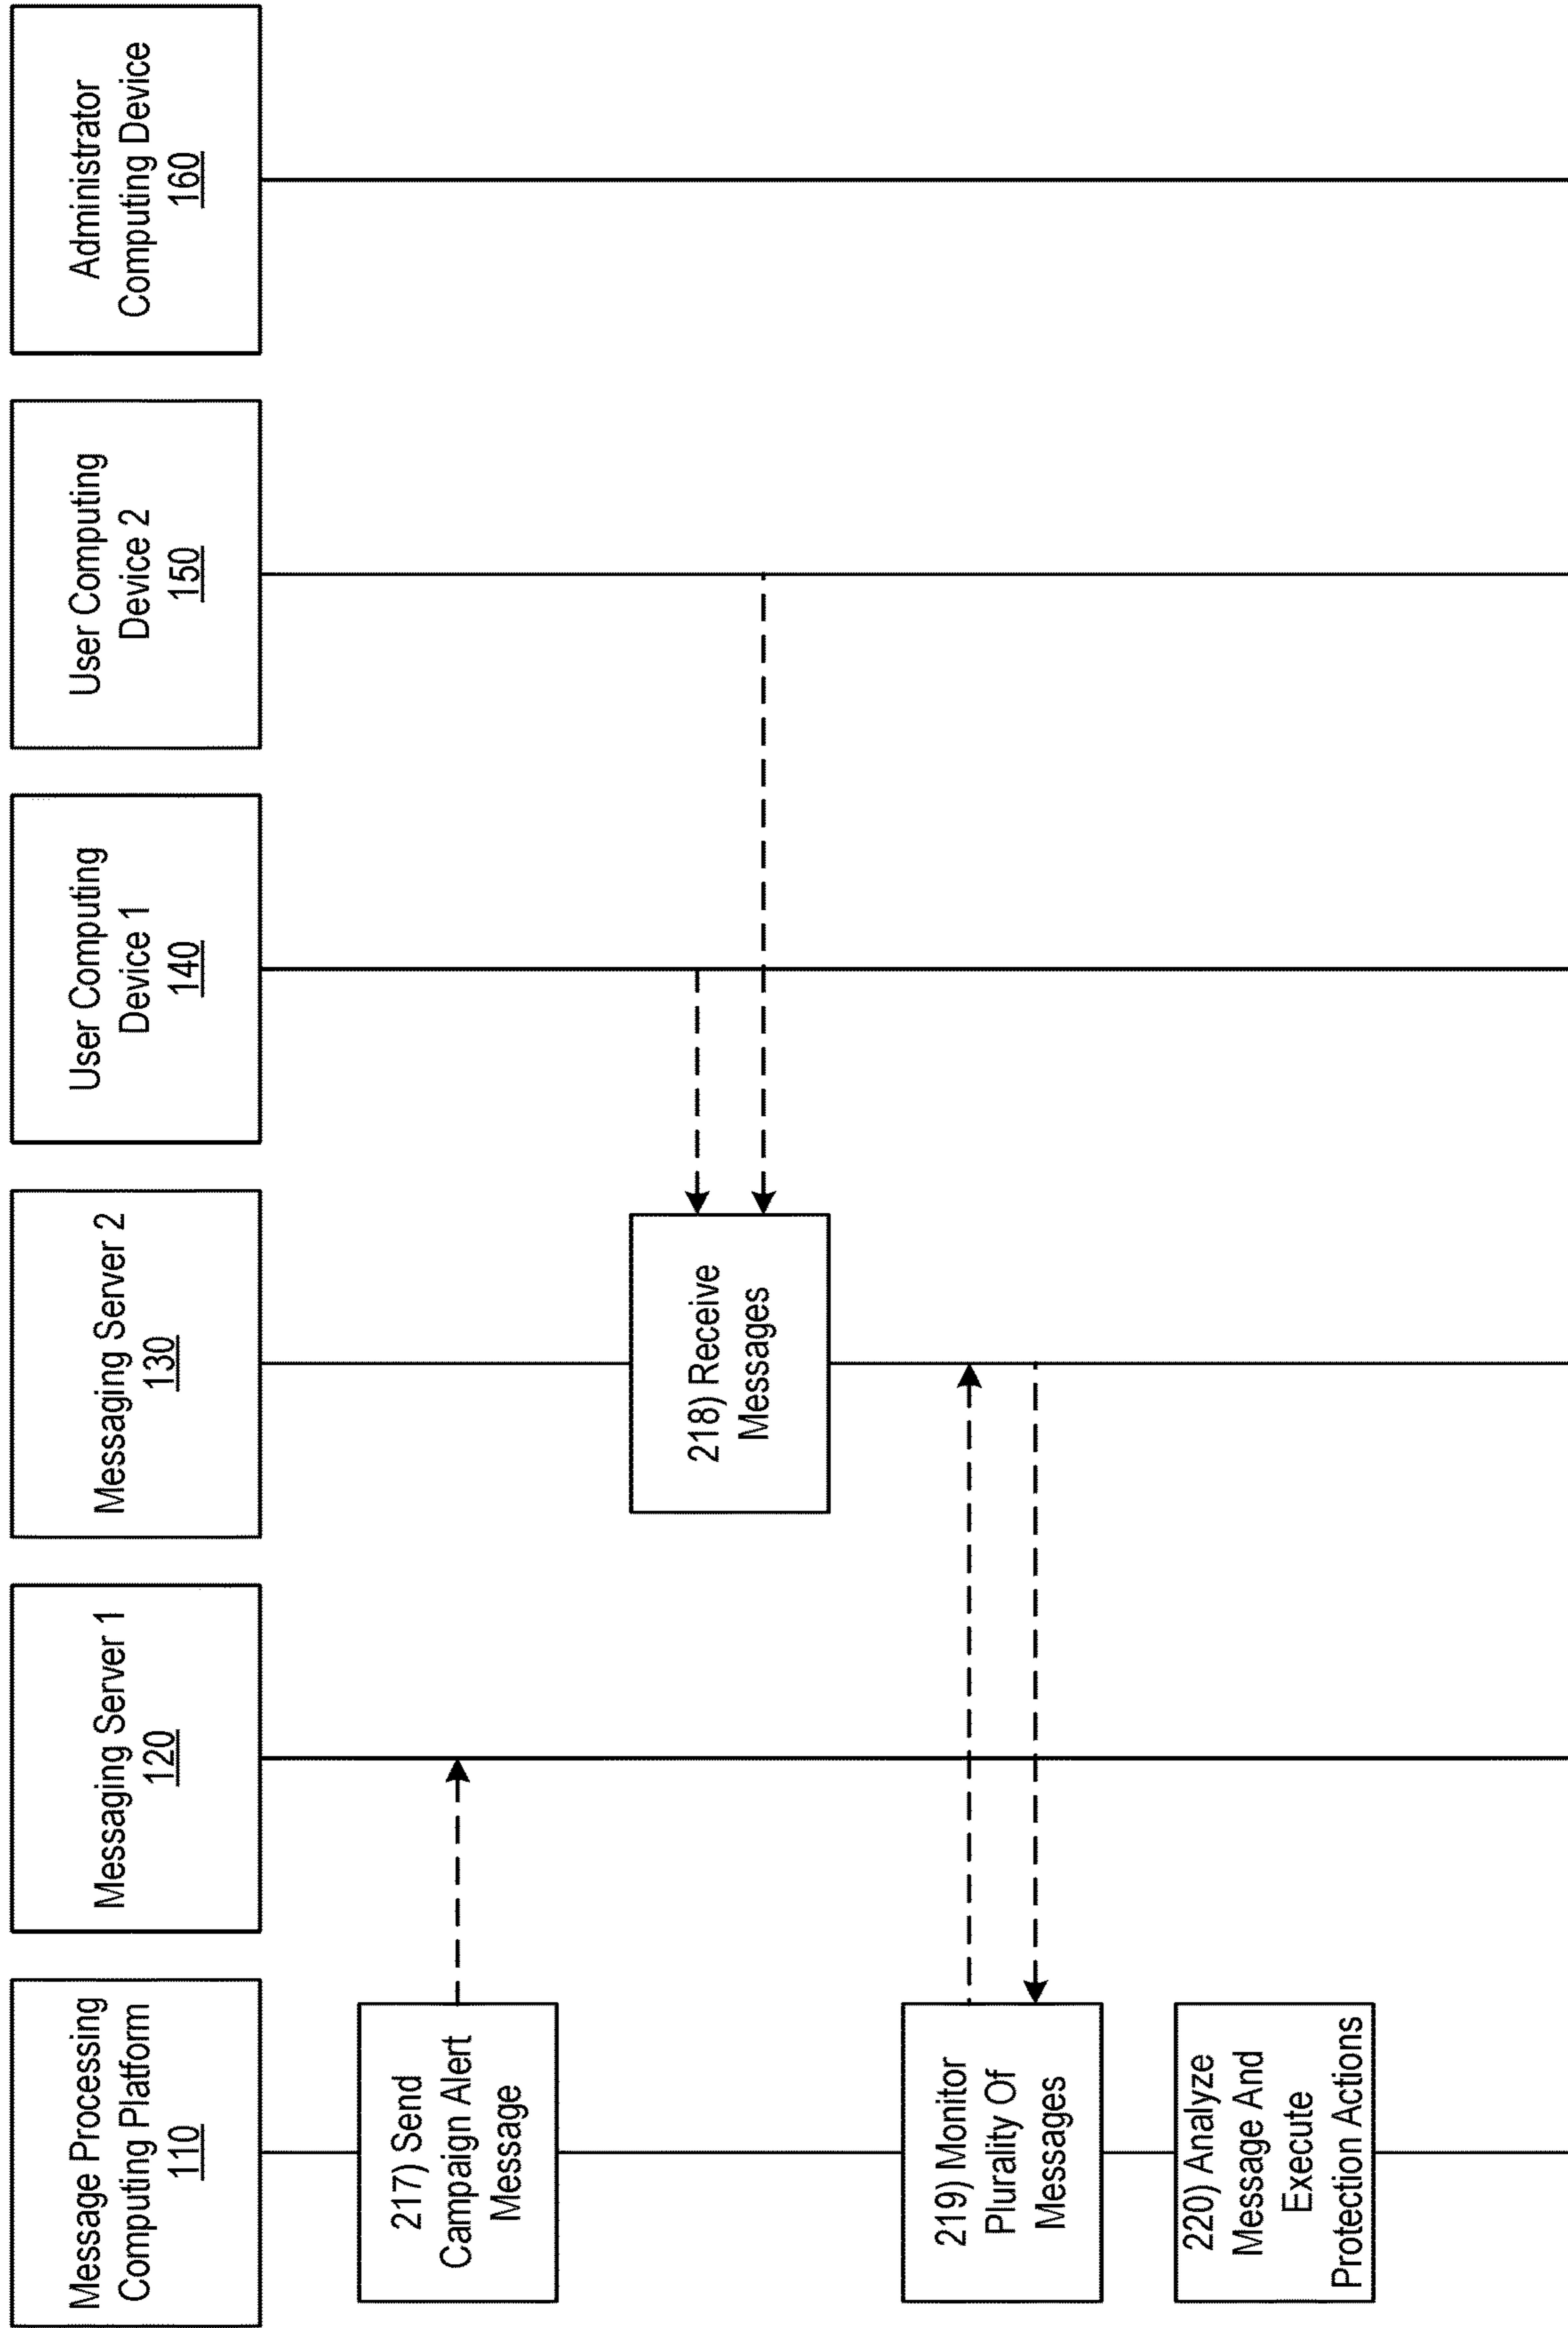 Message Processing
Computing Platform
110
Messaging Server 1
120
Messaging Server 2
130
User Computing
Device 1
140
User Computing
Device 2
150
Administrator
Computing Device
160
217) Send
Campaign Alert
Message
218) Receive
Messages
219) Monitor
Plurality Of
Messages
220) Analyze
Message And
Execute
Protection Actions